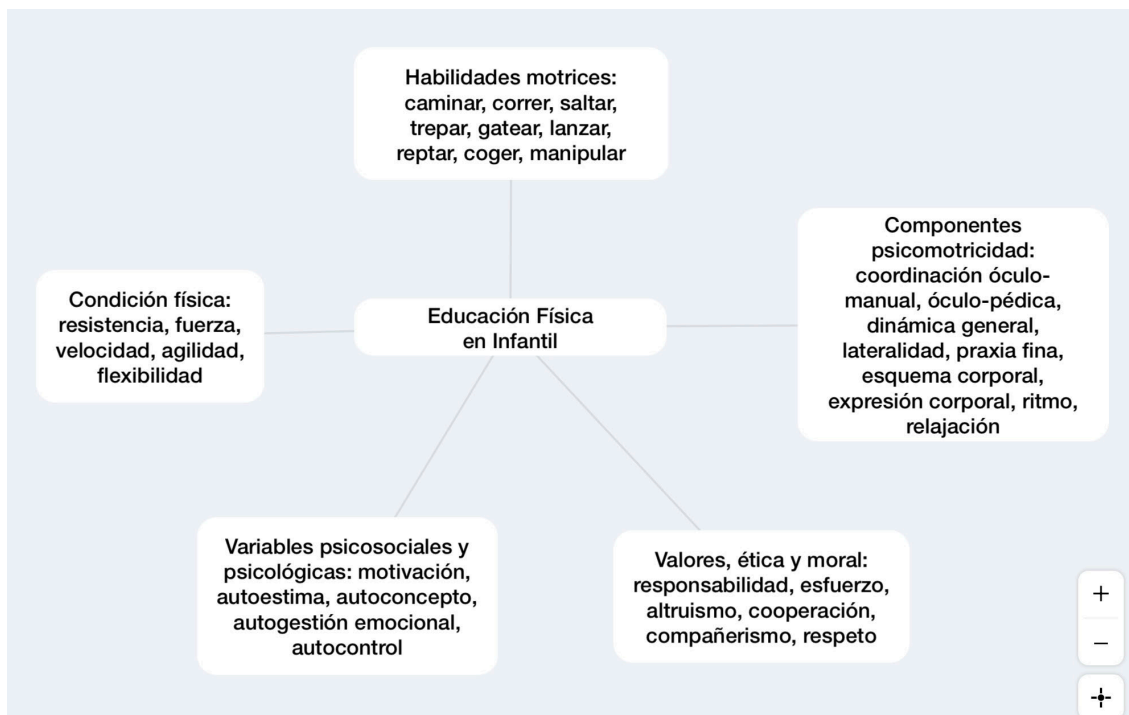 Habilidades motrices:
caminar, correr, saltar,
trepar, gatear, lanzar,
reptar, coger, manipular
Componentes
psicomotricidad:
coordinación óculo-
manual, óculo-pédica,
dinámica general,
lateralidad, praxia fina,
esquema corporal,
expresión corporal, ritmo,
relajación
Condición física:
resistencia, fuerza,
velocidad, agilidad,
flexibilidad
Educación Física
en Infantil
Variables psicosociales y
psicológicas: motivación,
autoestima, autoconcepto,
autogestión emocional,
autocontrol
Valores, ética y moral:
responsabilidad, esfuerzo,
altruismo, cooperación,
compañerismo, respeto